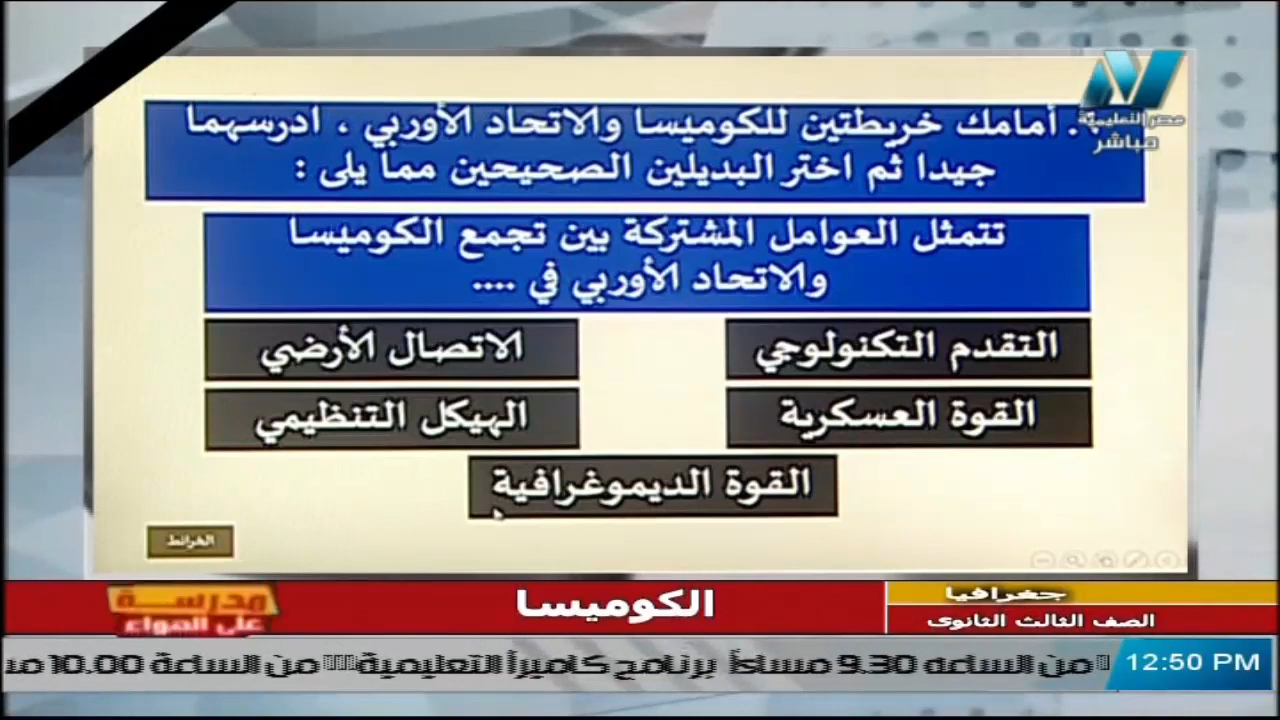 . أمامك خريطتين للكوميسا والاتحاد الأوربي ، ادرسهما
جيدا ثم اختر البديلين الصحيحين مما يلى :
مصر التعليمية
مباشر
تتمثل العوامل المشتركة بين تجمع الكوميسا
والاتحاد الأوربي في ....
التقدم التكنولوجي
الاتصال الأرضي
القوة العسكرية
الهيكل التنظيمي
القوة الديموغرافية
الخرائط
جغرافيا
الصف الثالث الثانوى
الكوميسا
مدرسة
على الهواء
12:50 PM
من الساعه 9.30 مساءاً برنامج كاميرا التعليمية من الساعة 10.00